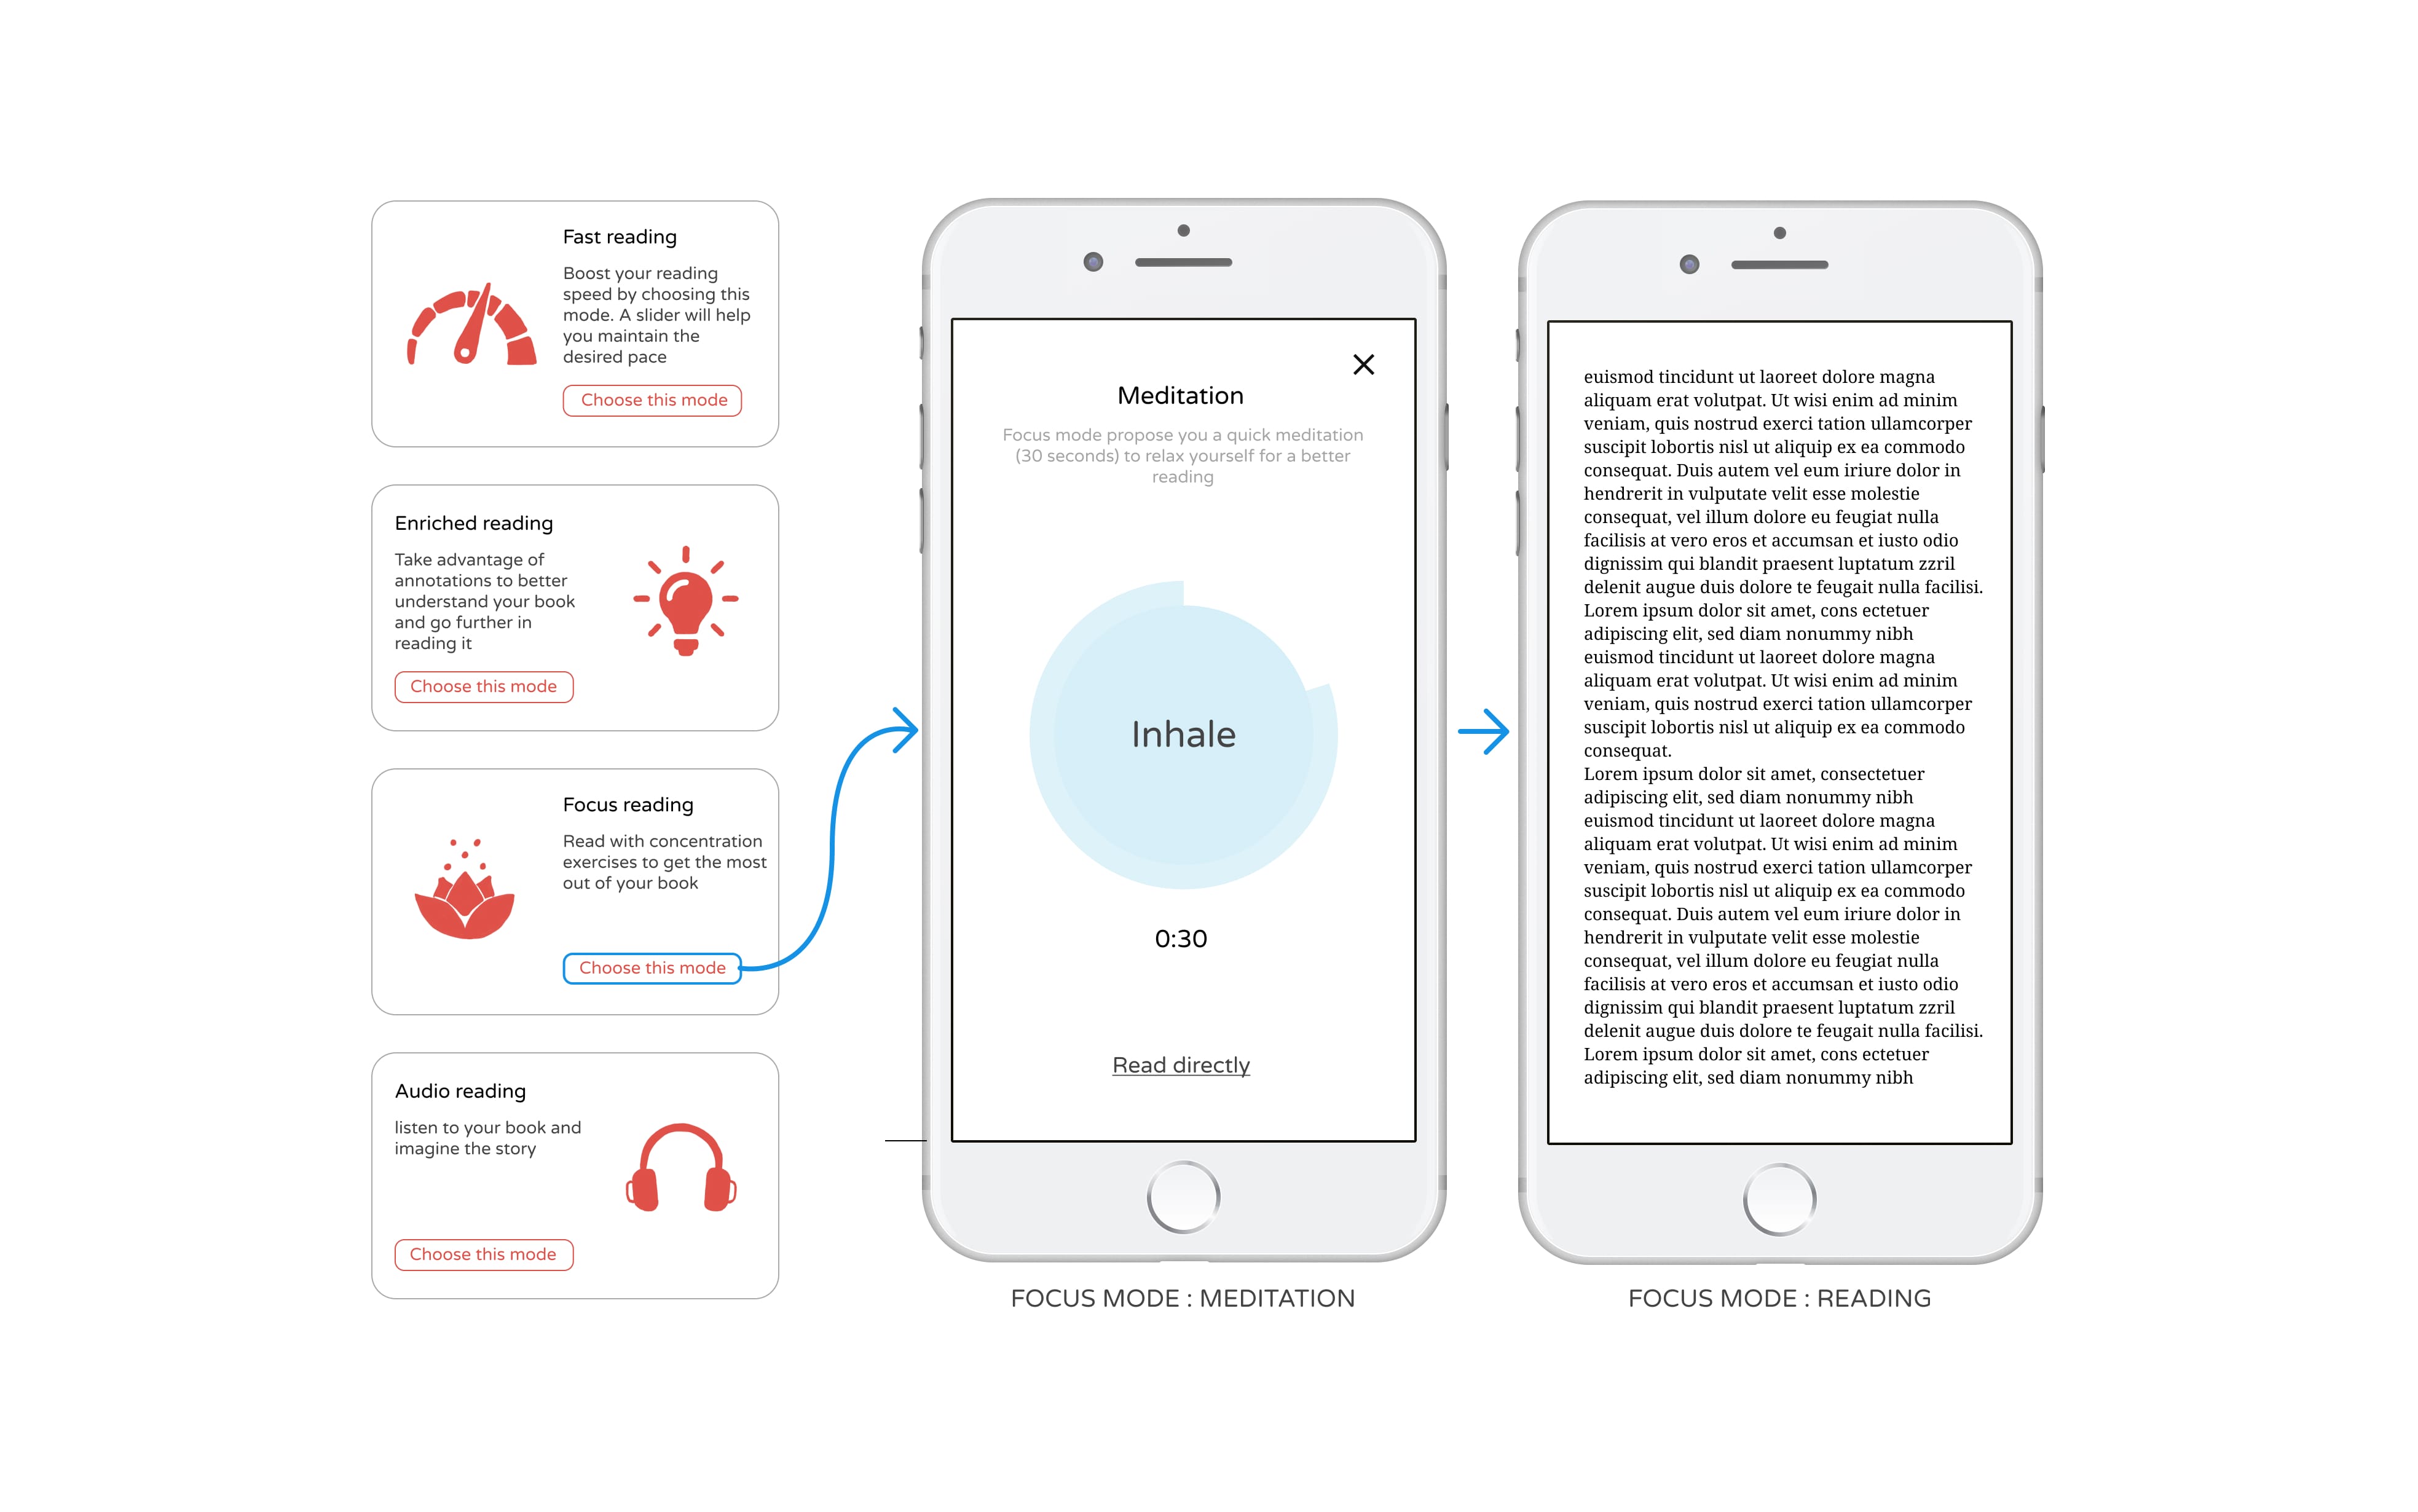 Fast reading
Boost your reading
speed by choosing this
mode. A slider will help
you maintain the
desired pace
Choose this mode
Enriched reading
Take advantage of
annotations to better
understand your book
and go further in
reading it
Choose this mode
Focus reading
Read with concentration
exercises to get the most
out of your book
Choose this mode
Audio reading
listen to your book and
imagine the story
Choose this mode
Meditation
Focus mode propose you a quick meditation
(30 seconds) to relax yourself for a better
reading
Inhale
0:30
Read directly
FOCUS MODE : MEDITATION
euismod tincidunt ut laoreet dolore magna
aliquam erat volutpat. Ut wisi enim ad minim
veniam, quis nostrud exerci tation ullamcorper
suscipit lobortis nisl ut aliquip ex ea commodo
consequat. Duis autem vel eum iriure dolor in
hendrerit in vulputate velit esse molestie
consequat, vel illum dolore eu feugiat nulla
facilisis at vero eros et accumsan et iusto odio
dignissim qui blandit praesent luptatum zzril
delenit augue duis dolore te feugait nulla facilisi.
Lorem ipsum dolor sit amet, cons ectetuer
adipiscing elit, sed diam nonummy nibh
euismod tincidunt ut laoreet dolore magna
aliquam erat volutpat. Ut wisi enim ad minim
veniam, quis nostrud exerci tation ullamcorper
suscipit lobortis nisl ut aliquip ex ea commodo
consequat.
Lorem ipsum dolor sit amet, consectetuer
adipiscing elit, sed diam nonummy nibh
euismod tincidunt ut laoreet dolore magna
aliquam erat volutpat. Ut wisi enim ad minim
veniam, quis nostrud exerci tation ullamcorper
suscipit lobortis nisl ut aliquip ex ea commodo
consequat. Duis autem vel eum iriure dolor in
hendrerit in vulputate velit esse molestie
consequat, vel illum dolore eu feugiat nulla
facilisis at vero eros et accumsan et iusto odio
dignissim qui blandit praesent luptatum zzril
delenit augue duis dolore te feugait nulla facilisi.
Lorem ipsum dolor sit amet, cons ectetuer
adipiscing elit, sed diam nonummy nibh
FOCUS MODE : READING